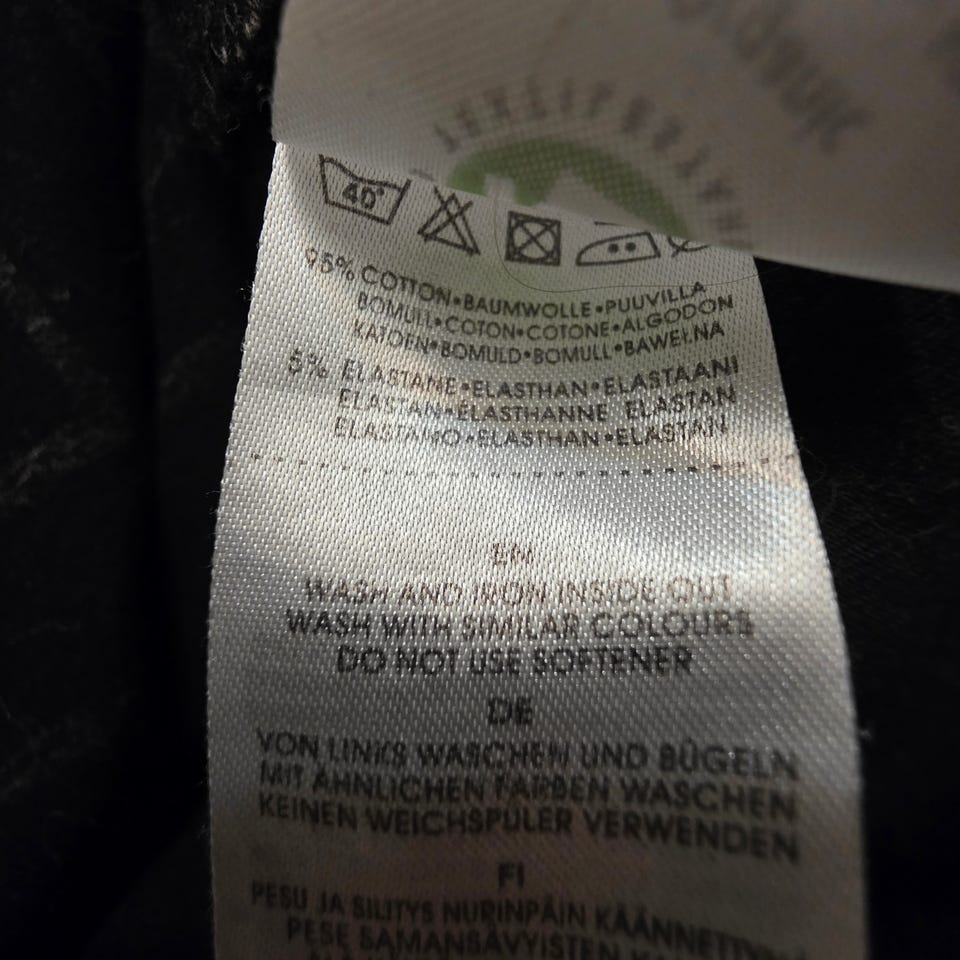 40°
95% COTTON•BAUMWOLLE•PUUVILLA
BOMULL•COTON•COTONE•ALGODON
KATOEN•BOMULD•BOMULL•BAWEŁNA
5% ELASTANE•ELASTHAN•ELASTAANI
ELASTAN•ÉLASTHANNE ELASTAN
ELASTANO•ELASTHAN•ELASTAN
EN
WASH AND IRON INSIDE OUT
WASH WITH SIMILAR COLOURS
DO NOT USE SOFTENER
DE
VON LINKS WASCHEN UND BÜGELN
MIT ÄHNLICHEN FARBEN WASCHEN
KEINEN WEICHSPÜLER VERWENDEN
FI
PESU JA SILITYS NURINPÄIN KÄÄNNETTYNÄ
PESE SAMANSÄVYISTEN